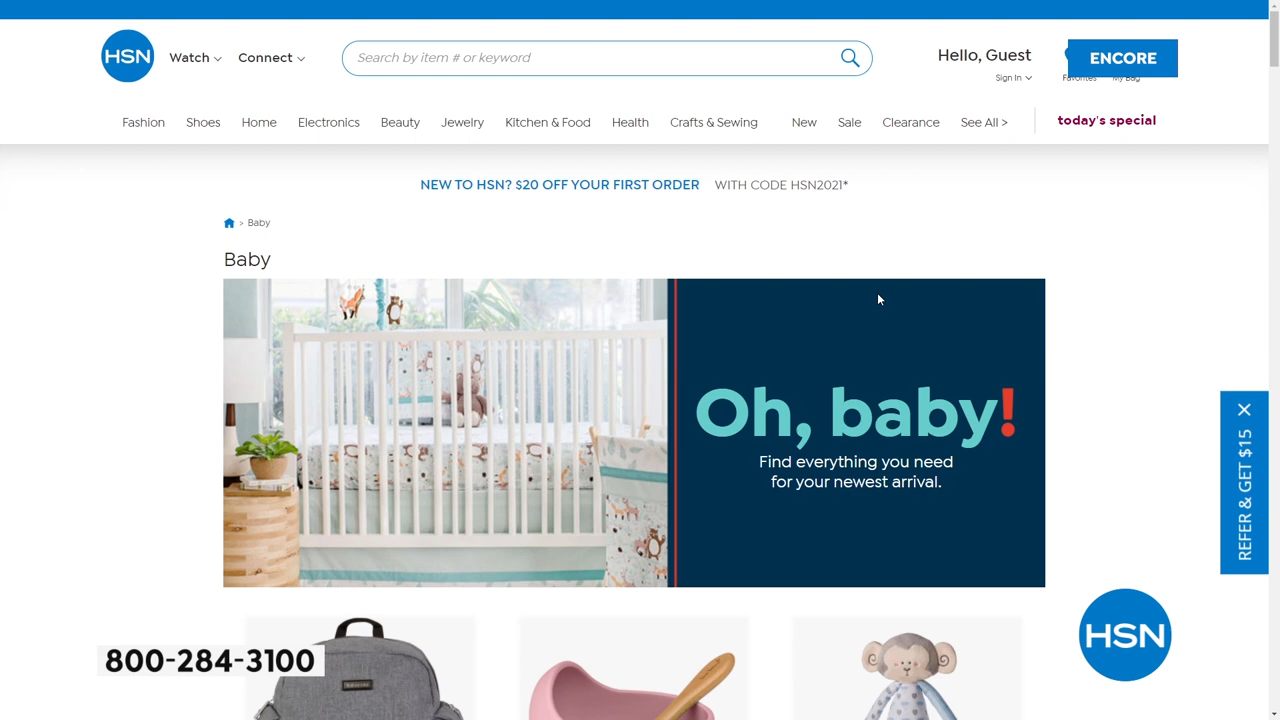 HSN
Watch
Connect
Search by item # or keyword
Hello, Guest
Sign In
ENCORE
Favorites
My Bag
Fashion
Shoes
Home
Electronics
Beauty
Jewelry
Kitchen & Food
Health
Crafts & Sewing
New
Sale
Clearance
See All >
today's special
NEW TO HSN? $20 OFF YOUR FIRST ORDER WITH CODE HSN2021*
> Baby
Baby
Oh, baby!
Find everything you need
for your newest arrival.
REFER & GET $15
HSN
800-284-3100